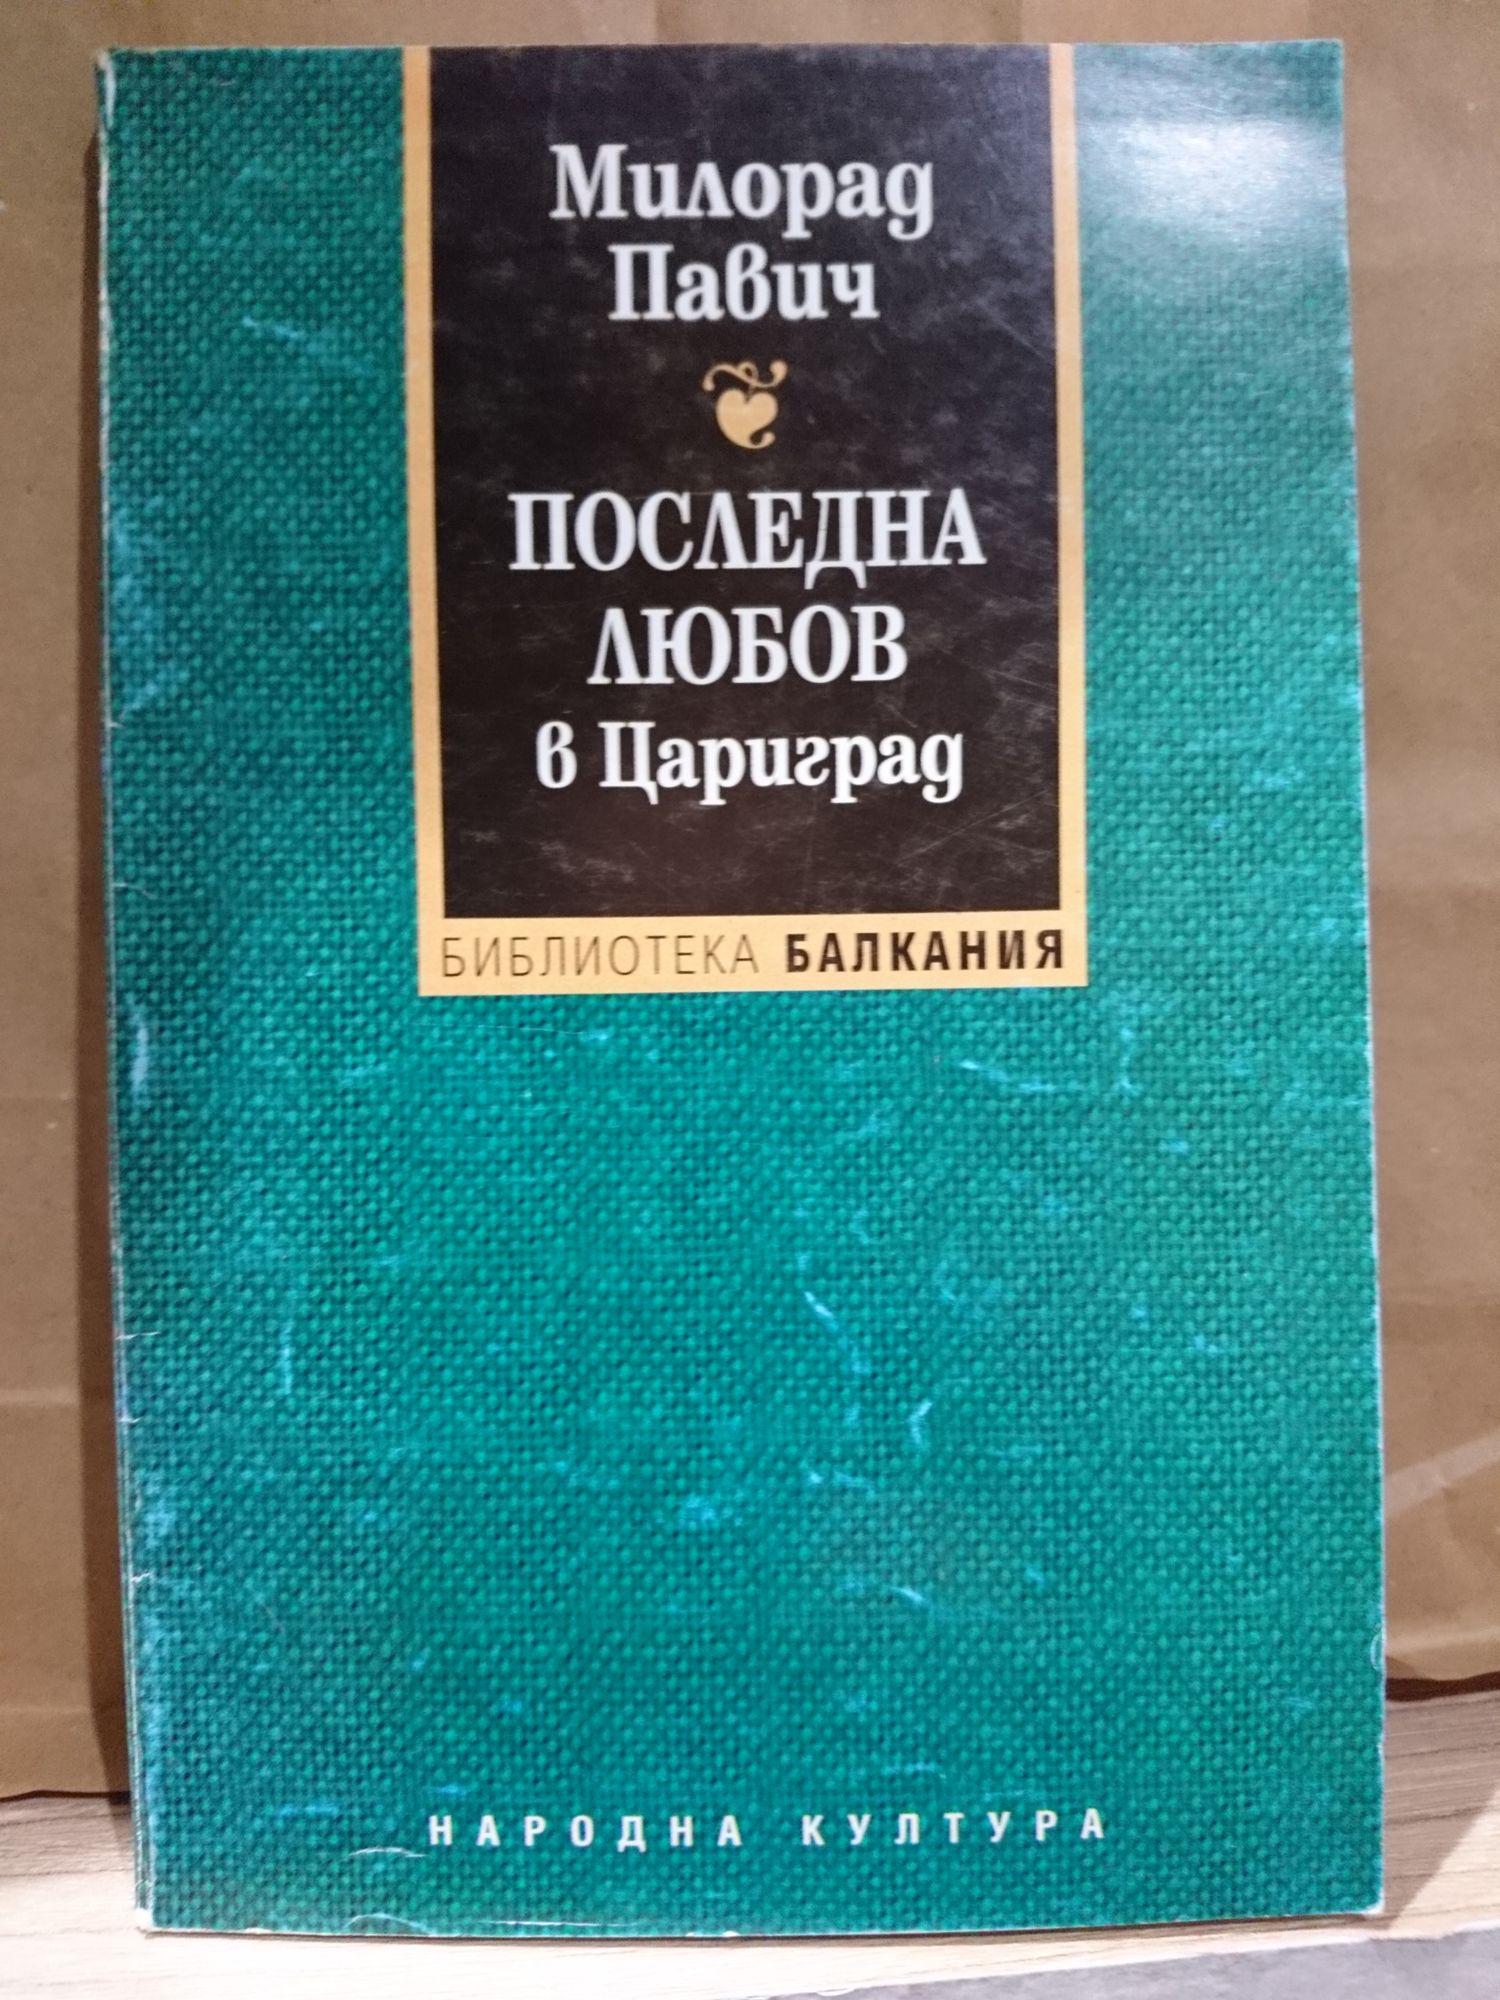 Милорад
Павич
ПОСЛЕДНА
ЛЮБОВ
в Цариград
БИБЛИОТЕКА БАЛКАНИЯ
НАРОДНА КУЛТУРА